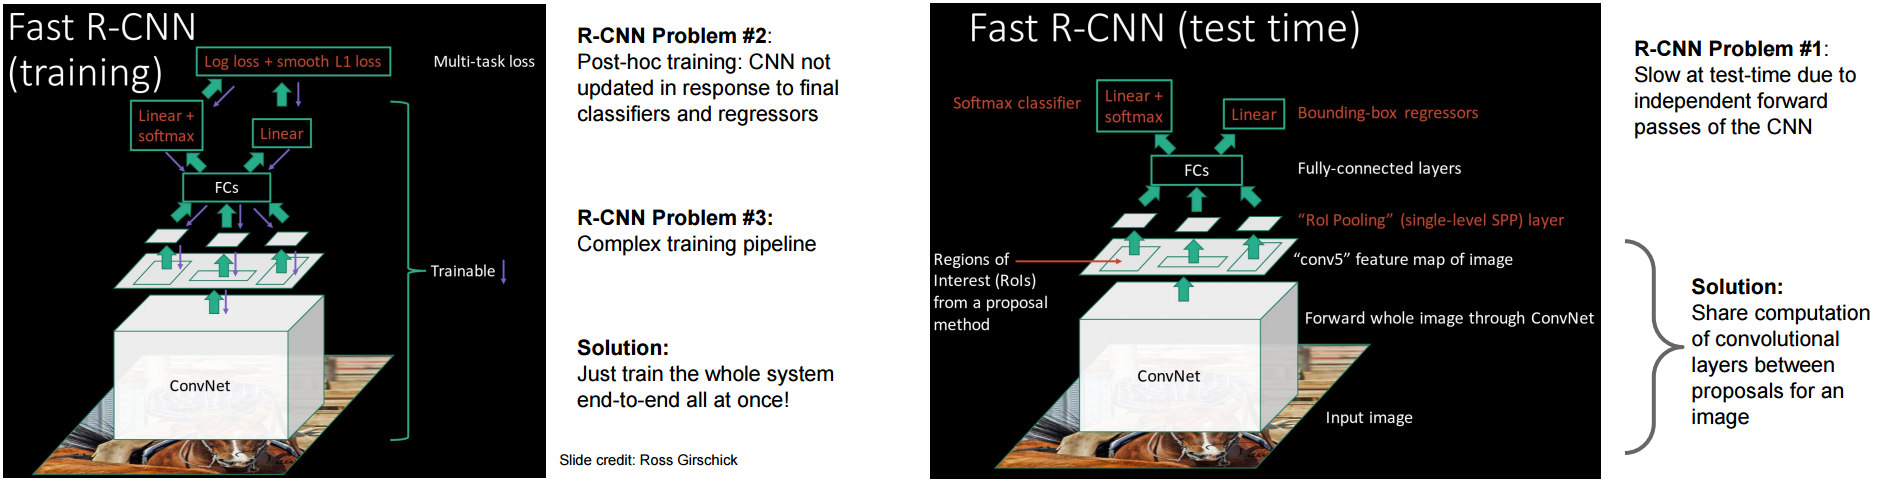 Fast R-CNN
(training)
Log loss + smooth L1 loss
Multi-task loss
Linear +
softmax
Linear
FCs
Trainable
ConvNet
R-CNN Problem #2:
Post-hoc training: CNN not
updated in response to final
classifiers and regressors
R-CNN Problem #3:
Complex training pipeline
Solution:
Just train the whole system
end-to-end all at once!
Slide credit: Ross Girschick
Fast R-CNN (test time)
Softmax classifier
Linear +
softmax
Linear
Bounding-box regressors
FCs
Fully-connected layers
"RoI Pooling" (single-level SPP) layer
Regions of
Interest (RoIs)
from a proposal
method
"conv5" feature map of image
Forward whole image through ConvNet
ConvNet
Input image
R-CNN Problem #1:
Slow at test-time due to
independent forward
passes of the CNN
Solution:
Share computation
of convolutional
layers between
proposals for an
image